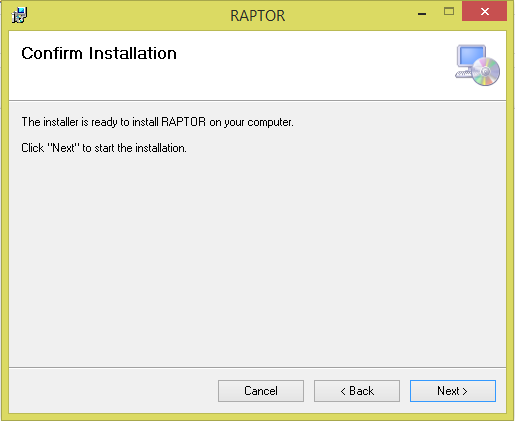 RAPTOR
Confirm Installation
The installer is ready to install RAPTOR on your computer.
Click "Next" to start the installation.
Cancel
< Back
Next >